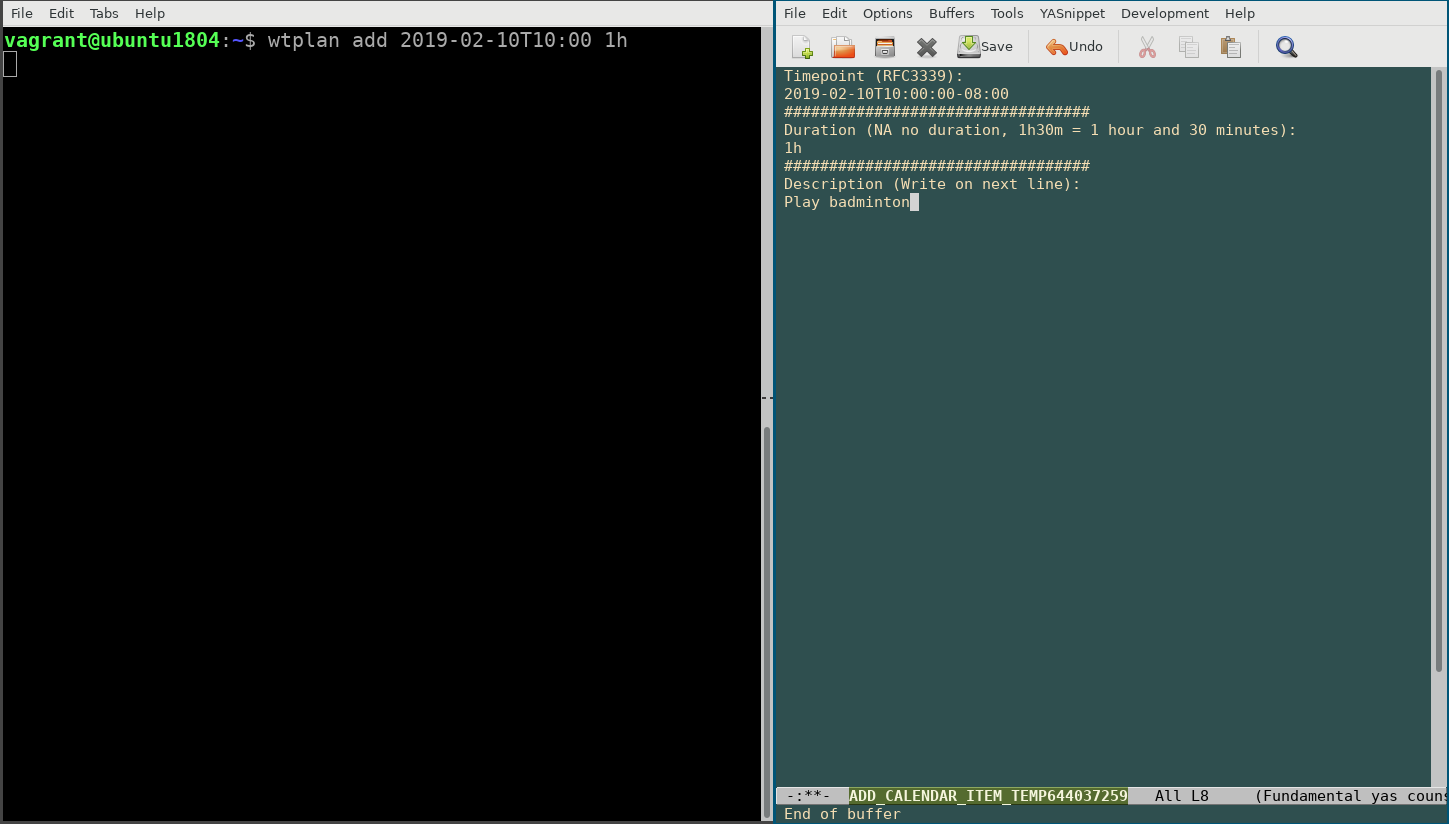 File Edit Tabs Help
vagrant@ubuntu1804:~$ wtplan add 2019-02-10T10:00 1h
File Edit Options Buffers Tools YASnippet Development Help
Save Undo
Timepoint (RFC3339):
2019-02-10T10:00:00-08:00
##################################
Duration (NA no duration, 1h30m = 1 hour and 30 minutes):
1h
##################################
Description (Write on next line):
Play badminton
-:**- ADD_CALENDAR_ITEM_TEMP644037259 All L8 (Fundamental yas couns
End of buffer